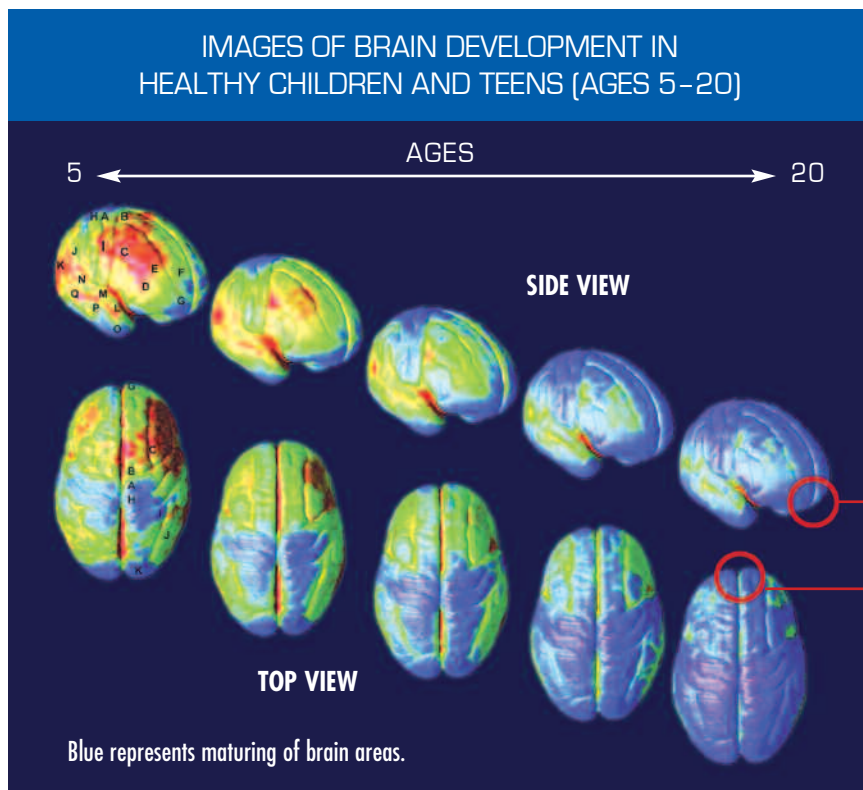 IMAGES OF BRAIN DEVELOPMENT IN
HEALTHY CHILDREN AND TEENS (AGES 5–20)
AGES
5
20
H A B
J I C
K
E F
N
D
Q M
G
P L
O
SIDE VIEW
G
C
B
A
H
I
J
K
TOP VIEW
Blue represents maturing of brain areas.